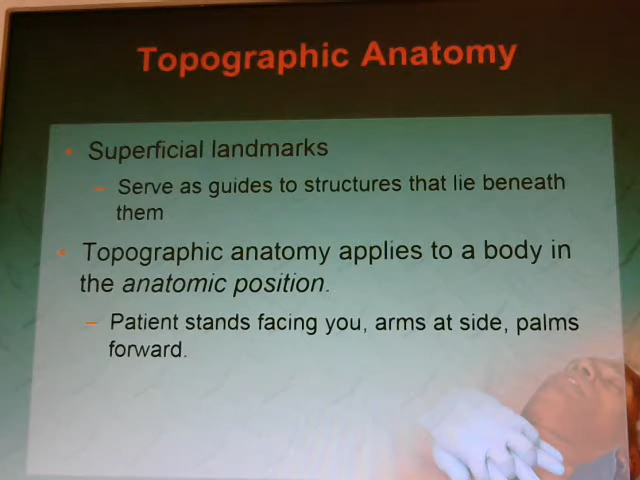 Topographic Anatomy
• Superficial landmarks
– Serve as guides to structures that lie beneath
them
• Topographic anatomy applies to a body in
the anatomic position.
– Patient stands facing you, arms at side, palms
forward.